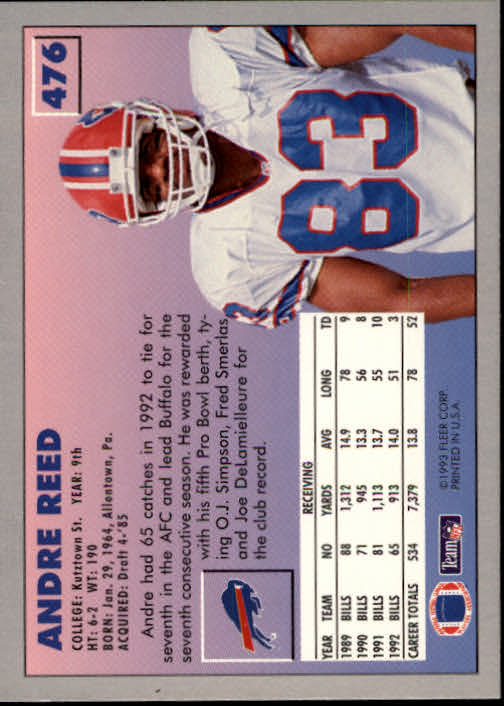 476
ANDRE REED
COLLEGE: Kutztown St. YEAR: 9th
HT: 6-2 WT: 190
BORN: Jan. 29, 1964, Allentown, Pa.
ACQUIRED: Draft 4-'85
Andre had 65 catches in 1992 to tie for
seventh in the AFC and lead Buffalo for the
seventh consecutive season. He was rewarded
with his fifth Pro Bowl berth, ty-
ing O.J. Simpson, Fred Smerlas
and Joe DeLamielleure for
the club record.
83
83
RECEIVING
YEAR TEAM NO YARDS AVG LONG TD
1989 BILLS 88 1,312 14.9 78 9
1990 BILLS 71 945 13.3 56 8
1991 BILLS 81 1,113 13.7 55 10
1992 BILLS 65 913 14.0 51 3
CAREER TOTALS 534 7,379 13.8 78 52
Team NFL
©1993 FLEER CORP.
PRINTED IN U.S.A.